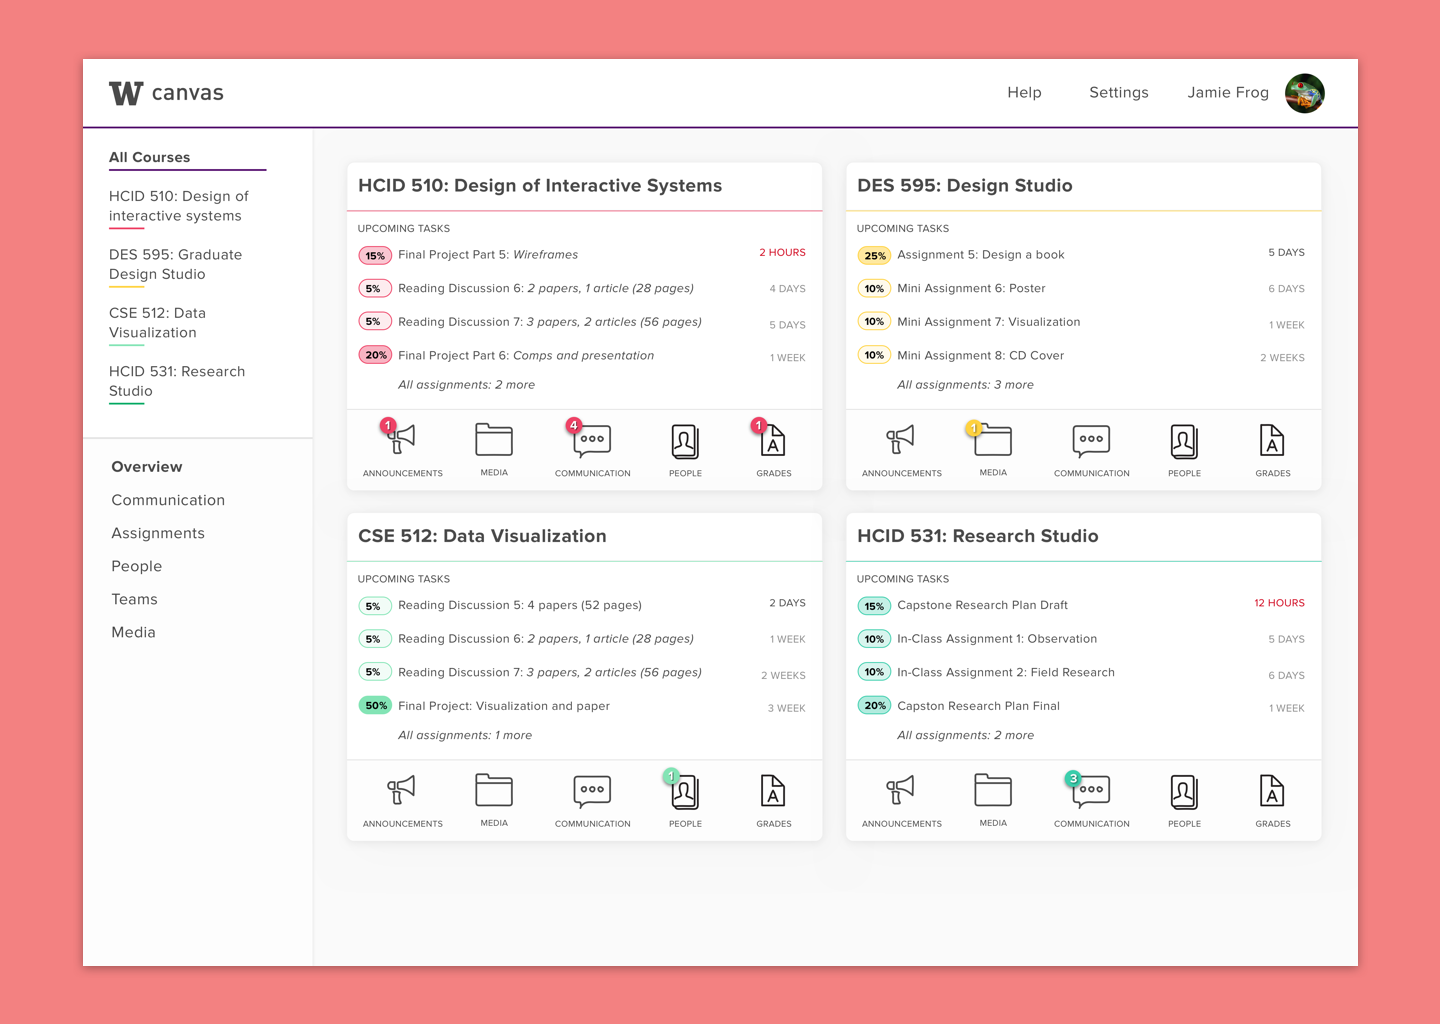 W canvas
Help Settings Jamie Frog
All Courses
HCID 510: Design of
interactive systems
DES 595: Graduate
Design Studio
CSE 512: Data
Visualization
HCID 531: Research
Studio
Overview
Communication
Assignments
People
Teams
Media
HCID 510: Design of Interactive Systems
UPCOMING TASKS
15% Final Project Part 5: Wireframes 2 HOURS
5% Reading Discussion 6: 2 papers, 1 article (28 pages) 4 DAYS
5% Reading Discussion 7: 3 papers, 2 articles (56 pages) 5 DAYS
20% Final Project Part 6: Comps and presentation 1 WEEK
All assignments: 2 more
1 4 1 A
ANNOUNCEMENTS MEDIA COMMUNICATION PEOPLE GRADES
DES 595: Design Studio
UPCOMING TASKS
25% Assignment 5: Design a book 5 DAYS
10% Mini Assignment 6: Poster 6 DAYS
10% Mini Assignment 7: Visualization 1 WEEK
10% Mini Assignment 8: CD Cover 2 WEEKS
All assignments: 3 more
1 A
ANNOUNCEMENTS MEDIA COMMUNICATION PEOPLE GRADES
CSE 512: Data Visualization
UPCOMING TASKS
5% Reading Discussion 5: 4 papers (52 pages) 2 DAYS
5% Reading Discussion 6: 2 papers, 1 article (28 pages) 1 WEEK
5% Reading Discussion 7: 3 papers, 2 articles (56 pages) 2 WEEKS
50% Final Project: Visualization and paper 3 WEEK
All assignments: 1 more
1 A
ANNOUNCEMENTS MEDIA COMMUNICATION PEOPLE GRADES
HCID 531: Research Studio
UPCOMING TASKS
15% Capstone Research Plan Draft 12 HOURS
10% In-Class Assignment 1: Observation 5 DAYS
10% In-Class Assignment 2: Field Research 6 DAYS
20% Capston Research Plan Final 1 WEEK
All assignments: 2 more
3 A
ANNOUNCEMENTS MEDIA COMMUNICATION PEOPLE GRADES